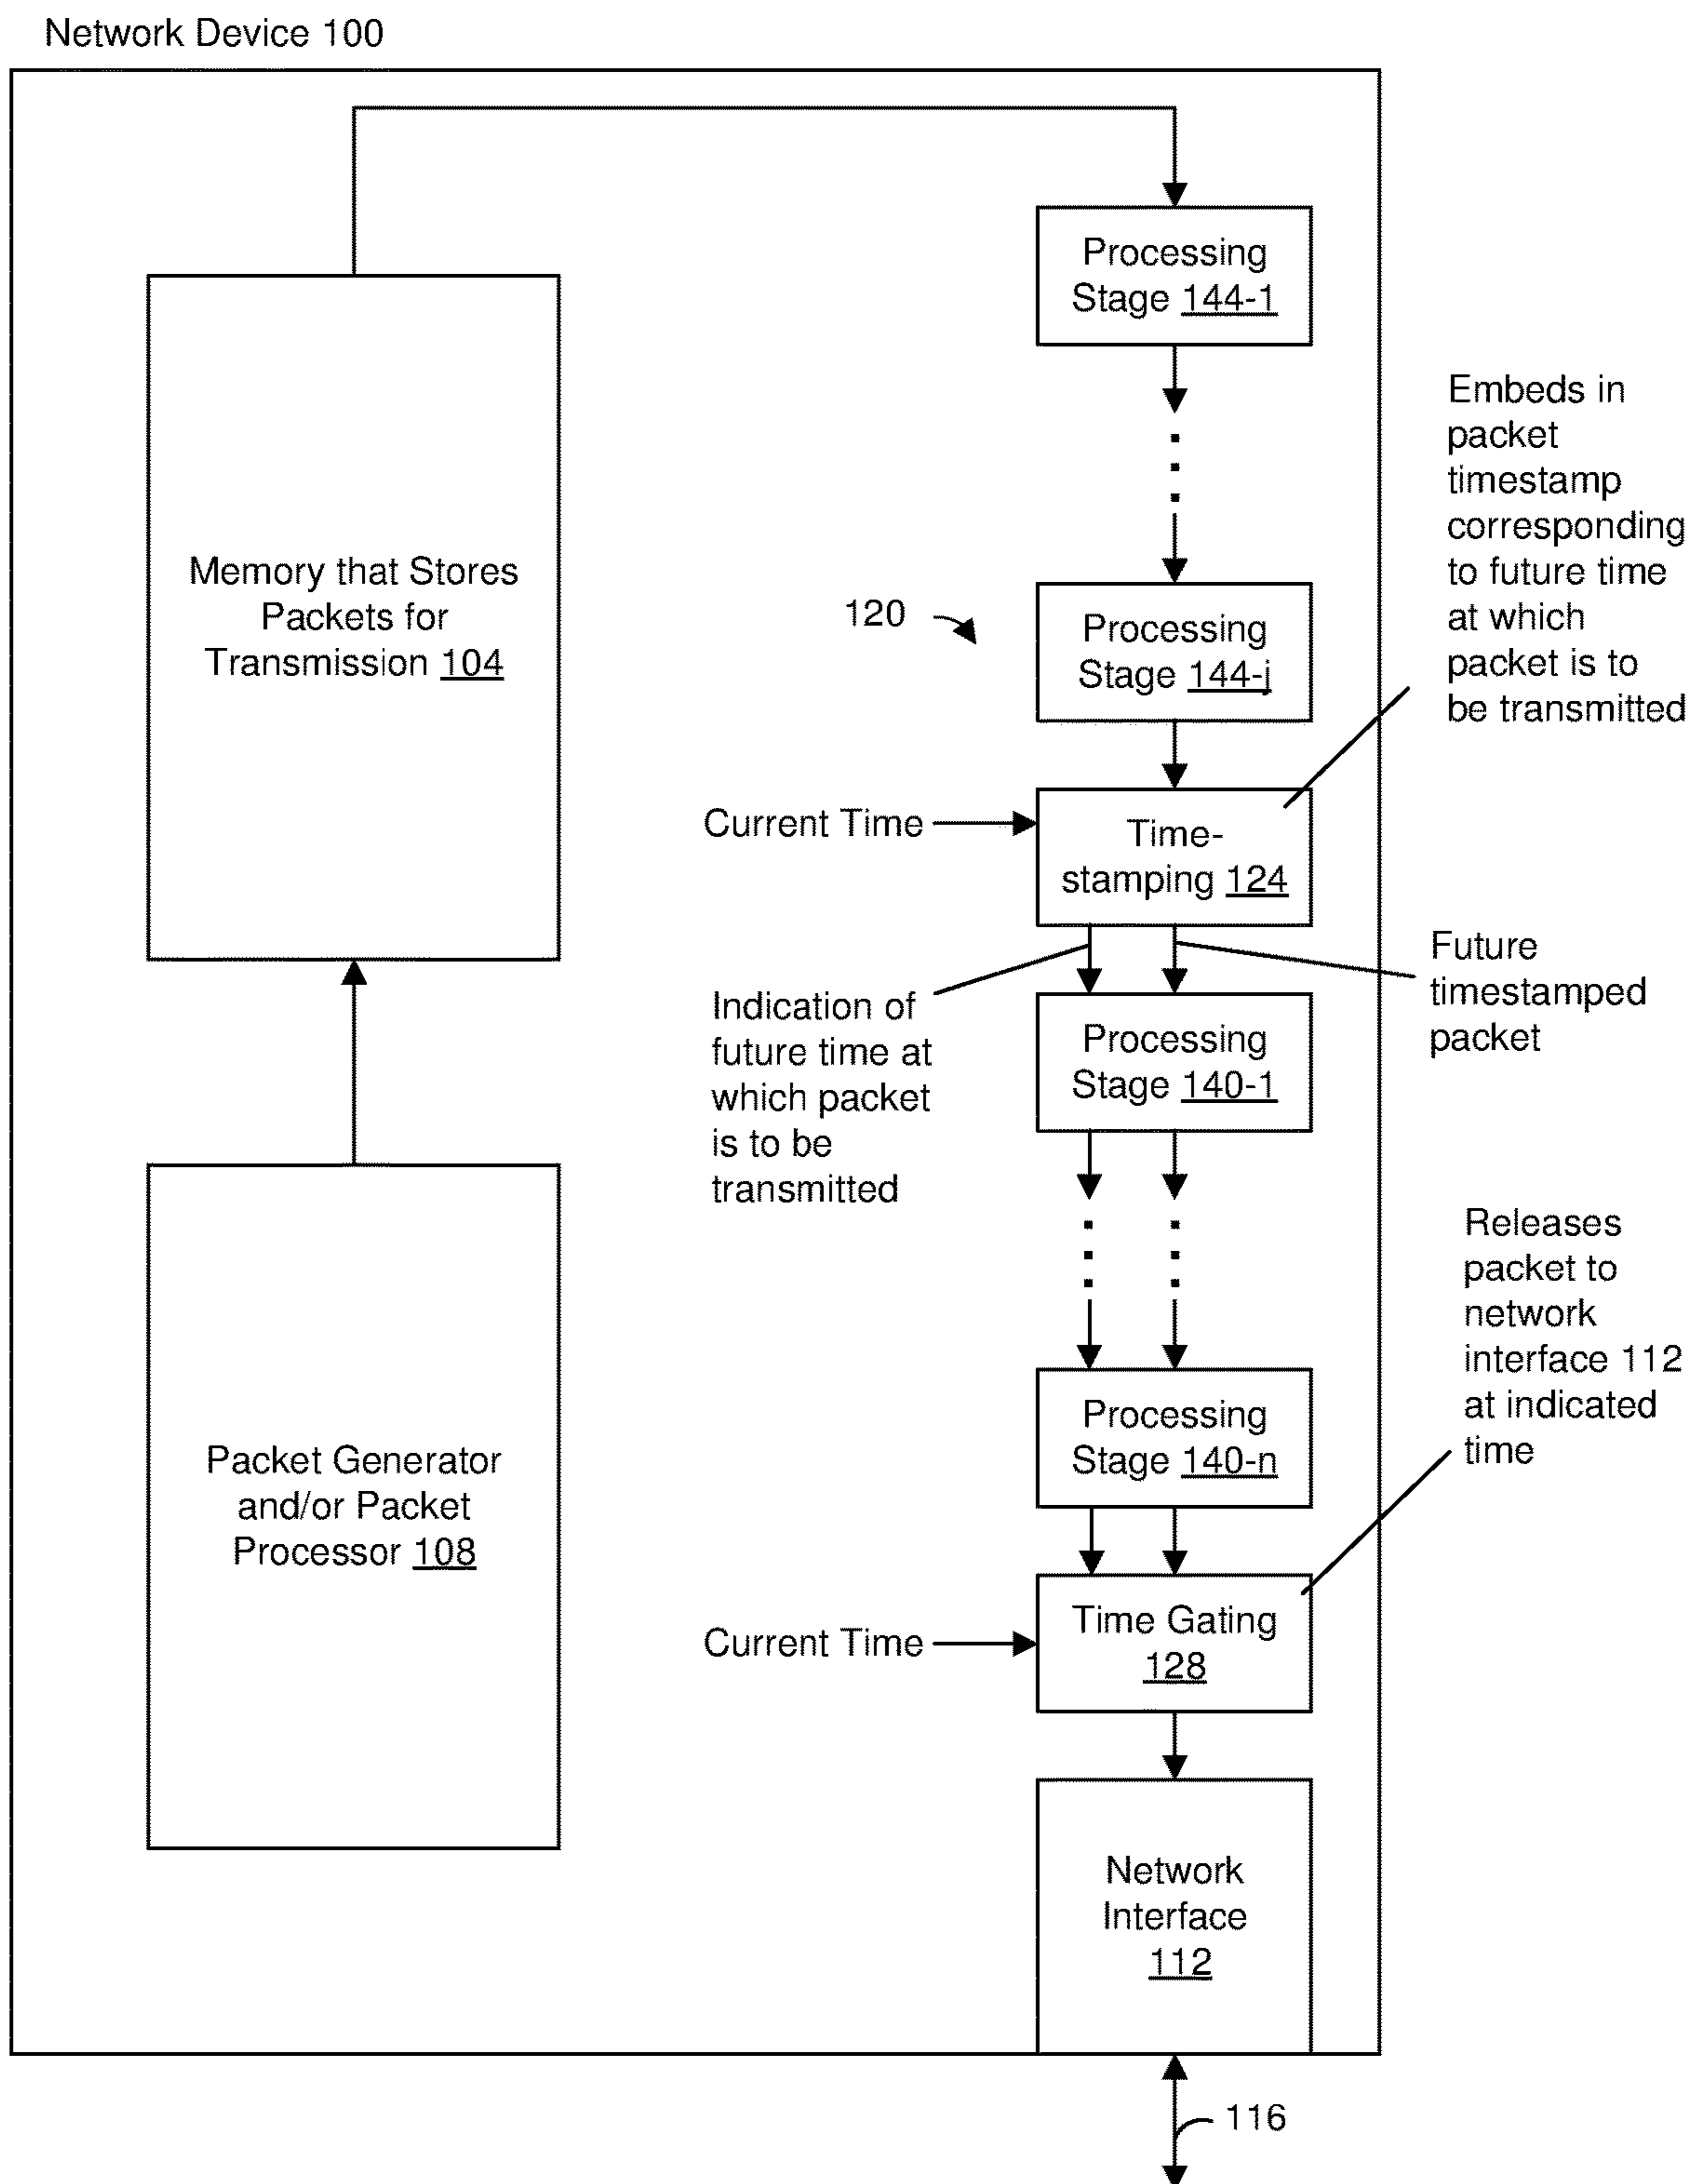 Network Device 100
Memory that Stores
Packets for
Transmission 104
Packet Generator
and/or Packet
Processor 108
Processing
Stage 144-1
120
Processing
Stage 144-j
Embeds in
packet
timestamp
corresponding
to future time
at which
packet is to
be transmitted
Current Time
Time-
stamping 124
Indication of
future time at
which packet
is to be
transmitted
Future
timestamped
packet
Processing
Stage 140-1
Processing
Stage 140-n
Releases
packet to
network
interface 112
at indicated
time
Current Time
Time Gating
128
Network
Interface
112
116